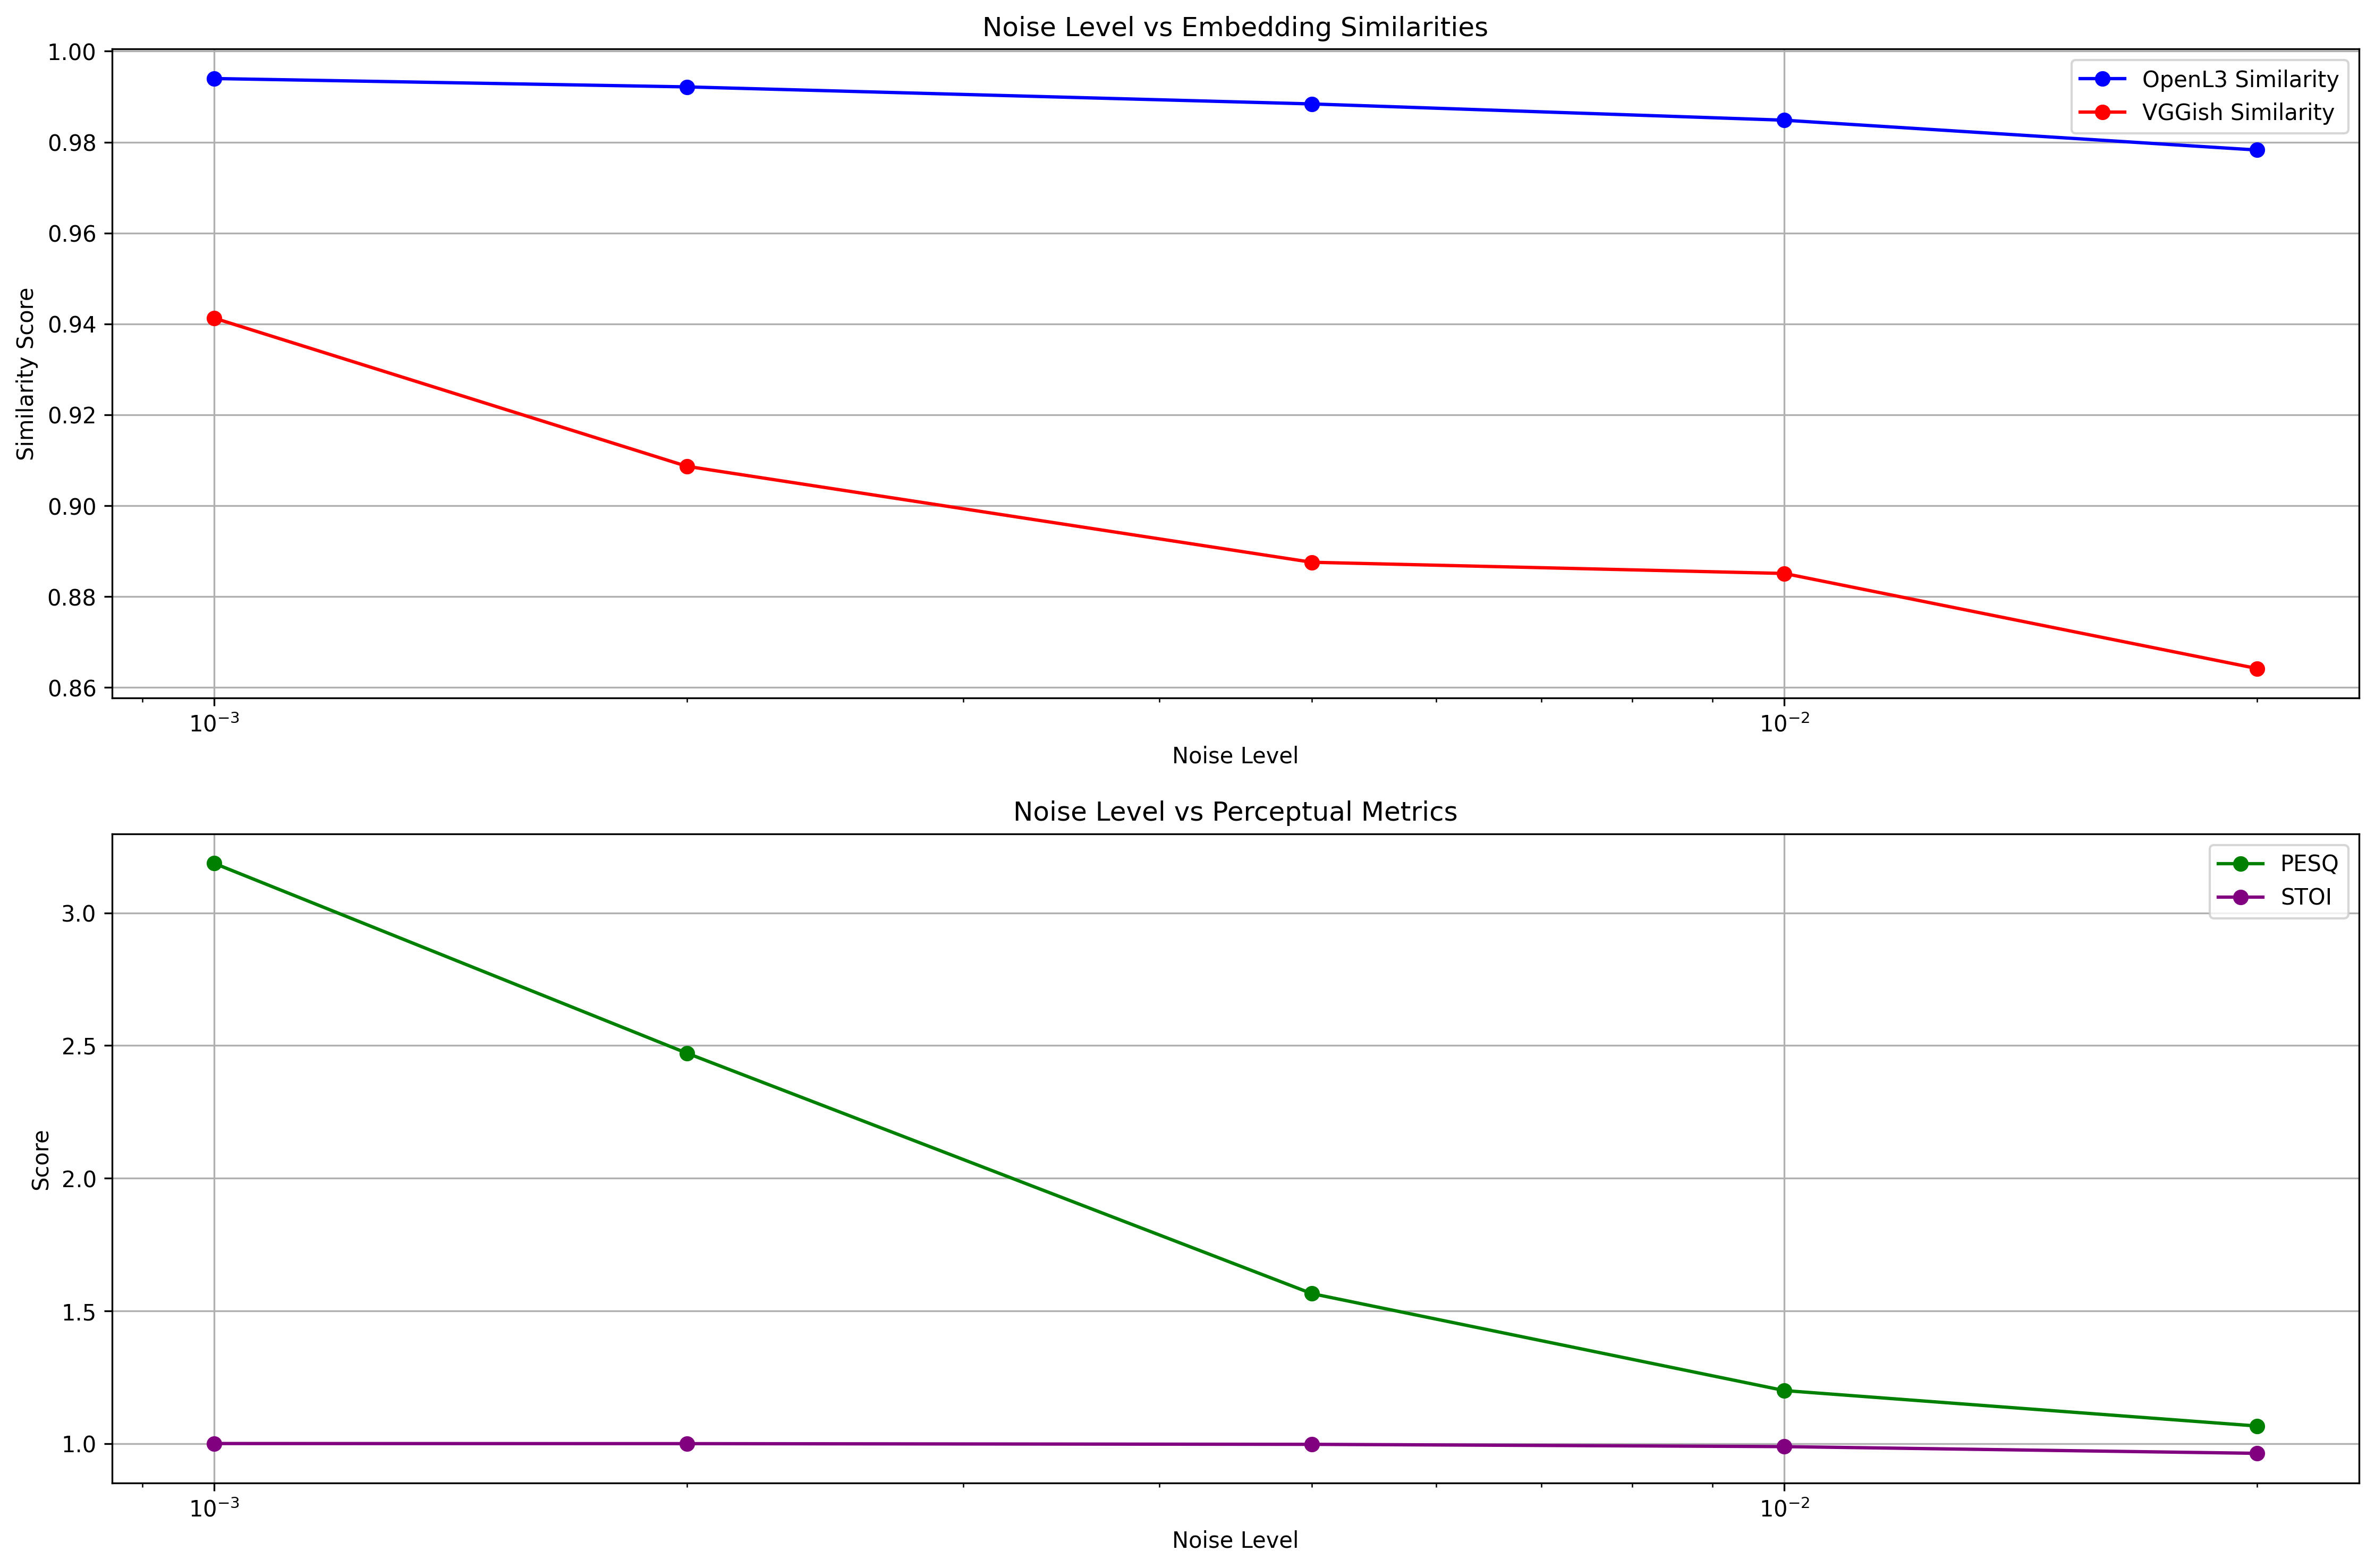 Noise Level vs Embedding Similarities
1.00
0.98
0.96
0.94
0.92
0.90
0.88
0.86
Similarity Score
OpenL3 Similarity
VGGish Similarity
10⁻³
10⁻²
Noise Level
Noise Level vs Perceptual Metrics
3.0
2.5
2.0
1.5
1.0
Score
PESQ
STOI
10⁻³
10⁻²
Noise Level